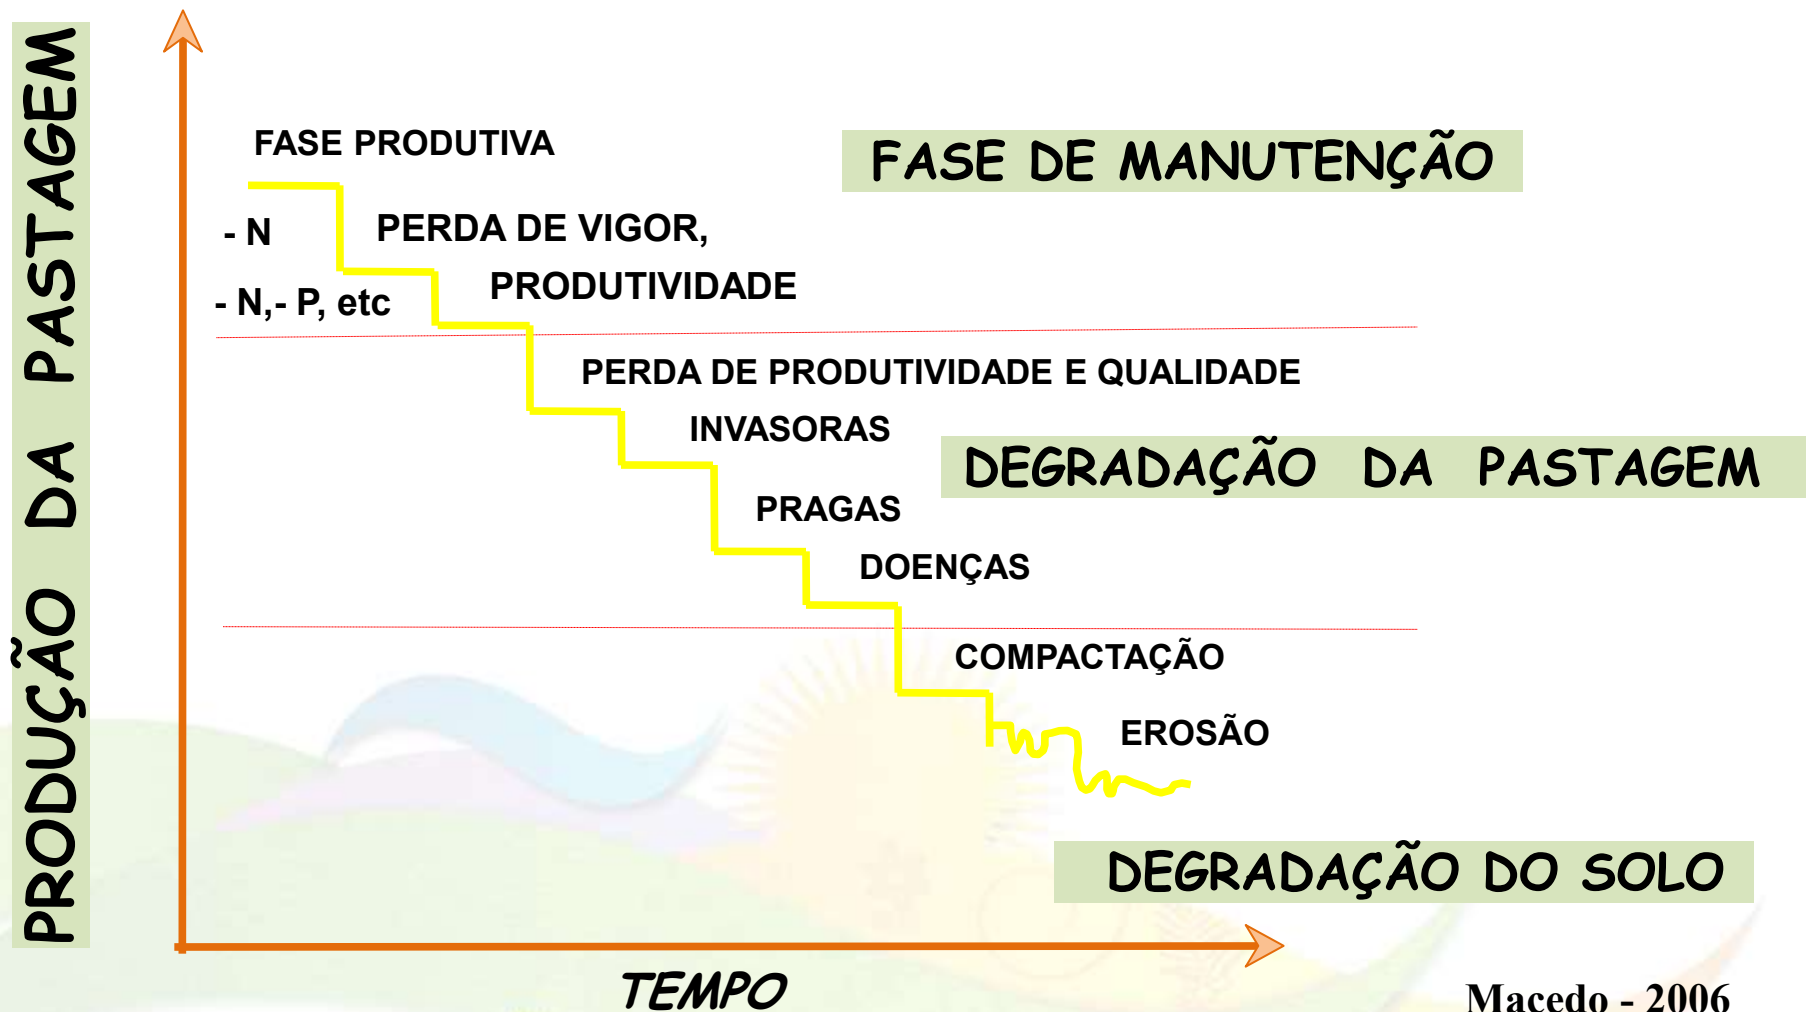 PRODUÇÃO DA PASTAGEM
FASE PRODUTIVA
FASE DE MANUTENÇÃO
- N
PERDA DE VIGOR,
PRODUTIVIDADE
- N,- P, etc
PERDA DE PRODUTIVIDADE E QUALIDADE
INVASORAS
DEGRADAÇÃO DA PASTAGEM
PRAGAS
DOENÇAS
COMPACTAÇÃO
EROSÃO
DEGRADAÇÃO DO SOLO
TEMPO
Macedo - 2006